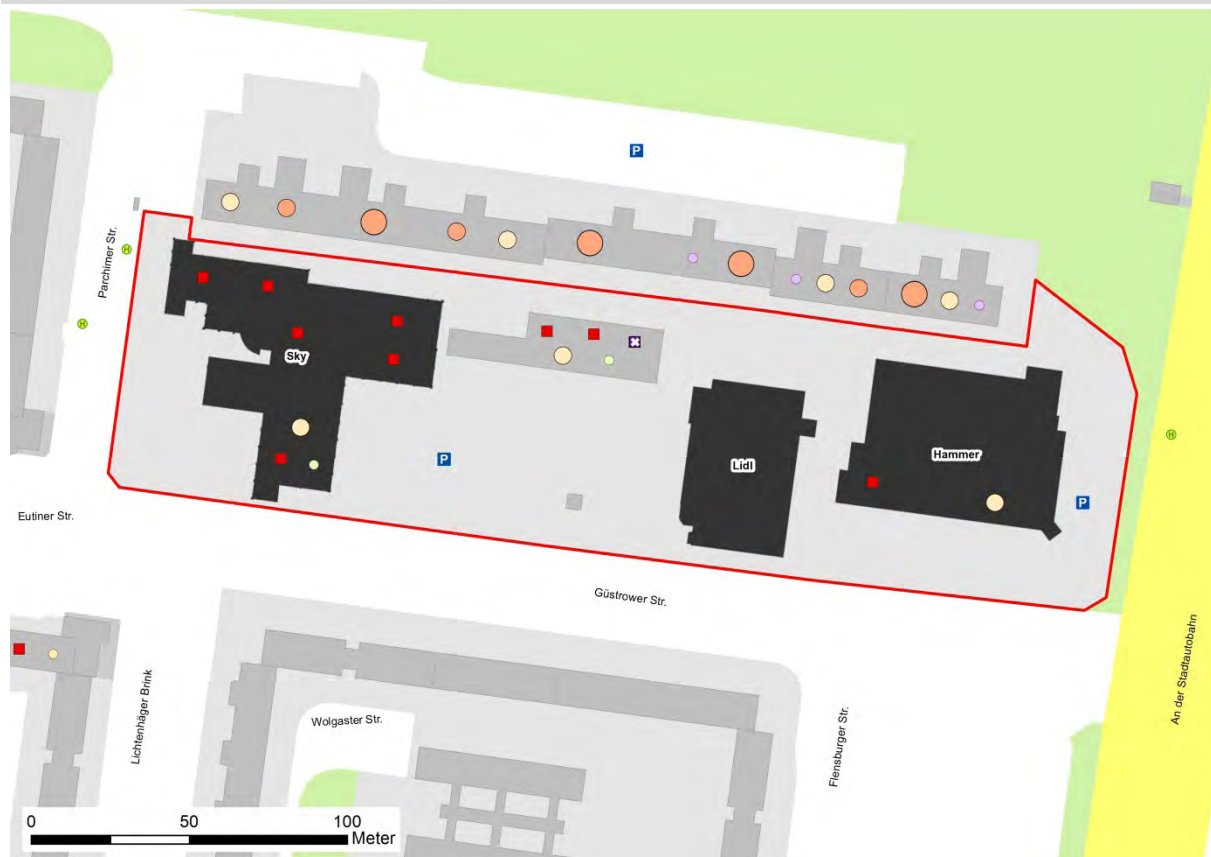 P
H
Parchimer Str.
H
Sky
P
Lidl
Hammer
H
P
Eutiner Str.
Güstrower Str.
Lichtenhäger Brink
Wolgaster Str.
Flensburger Str.
An der Stadtautobahn
0 50 100
Meter